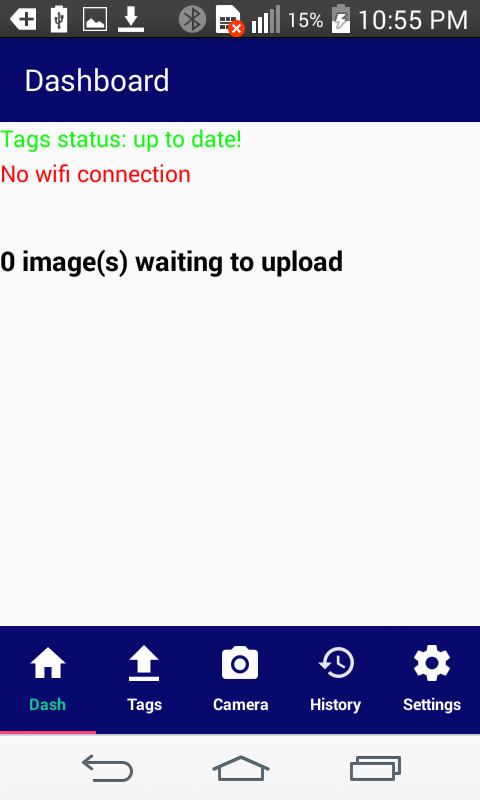 15% 10:55 PM
Dashboard
Tags status: up to date!
No wifi connection
0 image(s) waiting to upload
Dash Tags Camera History Settings